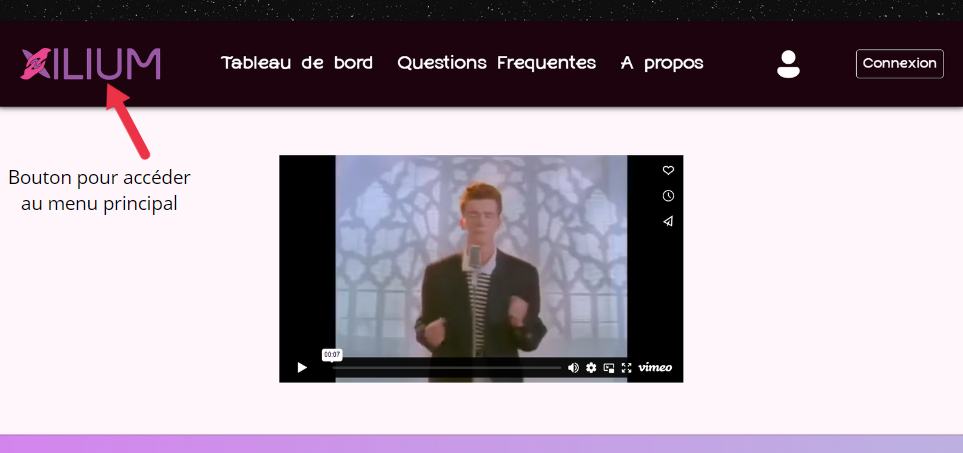 XILIUM
Tableau de bord
Questions Frequentes
A propos
Connexion
Bouton pour accéder
au menu principal
00:07
vimeo